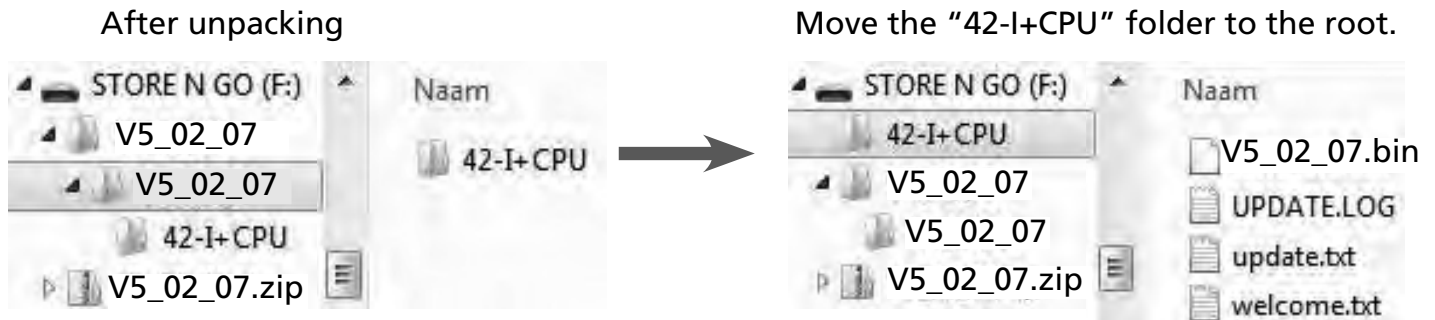 After unpacking
STORE N GO (F:)
V5_02_07
V5_02_07
42-I+CPU
V5_02_07.zip
Naam
42-I+CPU
Move the “42-I+CPU” folder to the root.
STORE N GO (F:)
42-I+CPU
V5_02_07
V5_02_07
V5_02_07.zip
Naam
V5_02_07.bin
UPDATE.LOG
update.txt
welcome.txt